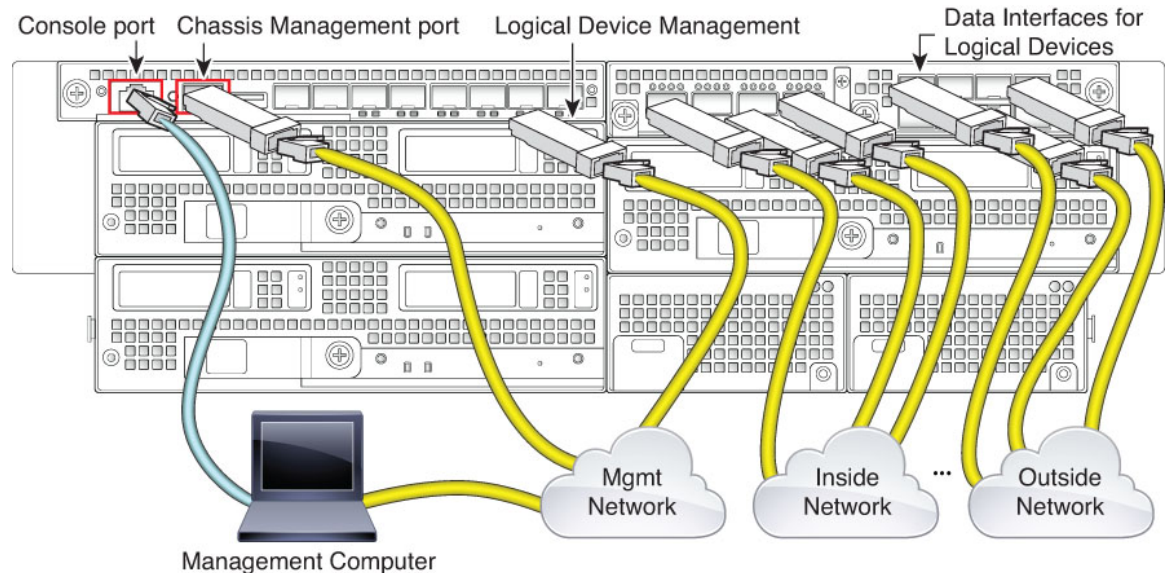 Console port
Chassis Management port
Logical Device Management
Data Interfaces for
Logical Devices
Mgmt
Network
Inside
Network
...
Outside
Network
Management Computer